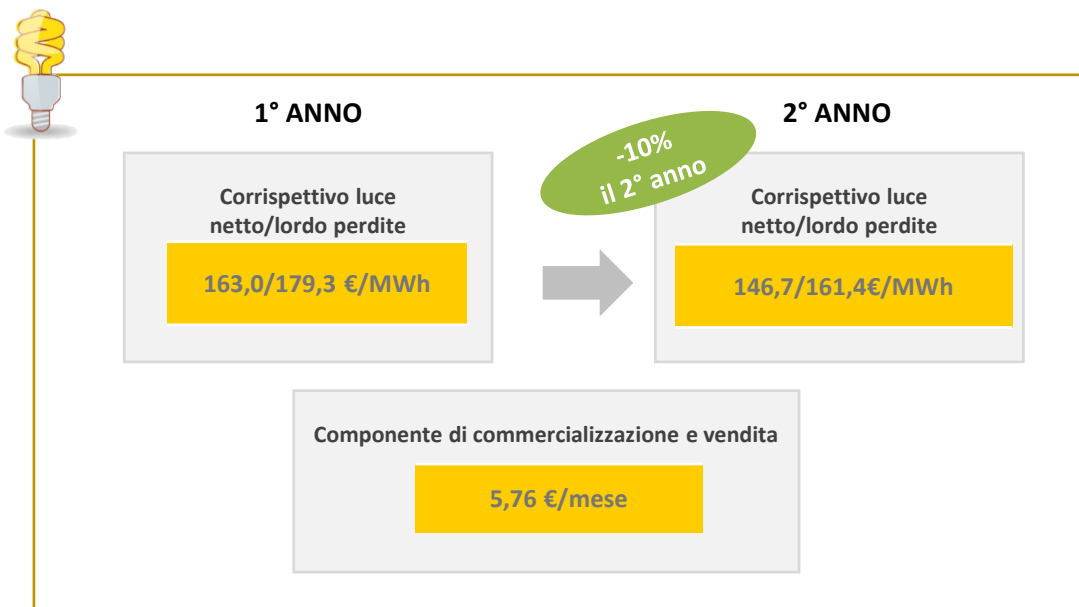 1° ANNO
2° ANNO
-10%
il 2° anno
Corrispettivo luce
netto/lordo perdite
163,0/179,3 €/MWh
Corrispettivo luce
netto/lordo perdite
146,7/161,4€/MWh
Componente di commercializzazione e vendita
5,76 €/mese